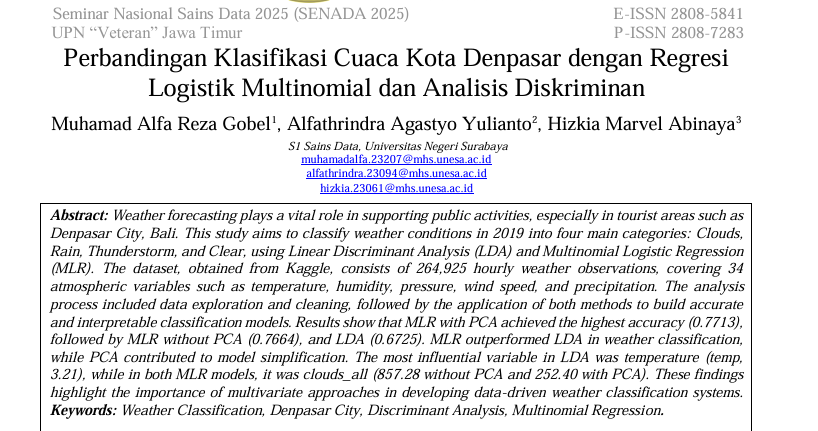 Seminar Nasional Sains Data 2025 (SENADA 2025) E-ISSN 2808-5841
UPN “Veteran” Jawa Timur P-ISSN 2808-7283
Perbandingan Klasifikasi Cuaca Kota Denpasar dengan Regresi
Logistik Multinomial dan Analisis Diskriminan
Muhamad Alfa Reza Gobel¹, Alfathrindra Agastyo Yulianto², Hizkia Marvel Abinaya³
S1 Sains Data, Universitas Negeri Surabaya
muhamadalfa.23207@mhs.unesa.ac.id
alfathrindra.23094@mhs.unesa.ac.id
hizkia.23061@mhs.unesa.ac.id
Abstract: Weather forecasting plays a vital role in supporting public activities, especially in tourist areas such as
Denpasar City, Bali. This study aims to classify weather conditions in 2019 into four main categories: Clouds,
Rain, Thunderstorm, and Clear, using Linear Discriminant Analysis (LDA) and Multinomial Logistic Regression
(MLR). The dataset, obtained from Kaggle, consists of 264,925 hourly weather observations, covering 34
atmospheric variables such as temperature, humidity, pressure, wind speed, and precipitation. The analysis
process included data exploration and cleaning, followed by the application of both methods to build accurate
and interpretable classification models. Results show that MLR with PCA achieved the highest accuracy (0.7713),
followed by MLR without PCA (0.7664), and LDA (0.6725). MLR outperformed LDA in weather classification,
while PCA contributed to model simplification. The most influential variable in LDA was temperature (temp,
3.21), while in both MLR models, it was clouds_all (857.28 without PCA and 252.40 with PCA). These findings
highlight the importance of multivariate approaches in developing data-driven weather classification systems.
Keywords: Weather Classification, Denpasar City, Discriminant Analysis, Multinomial Regression.